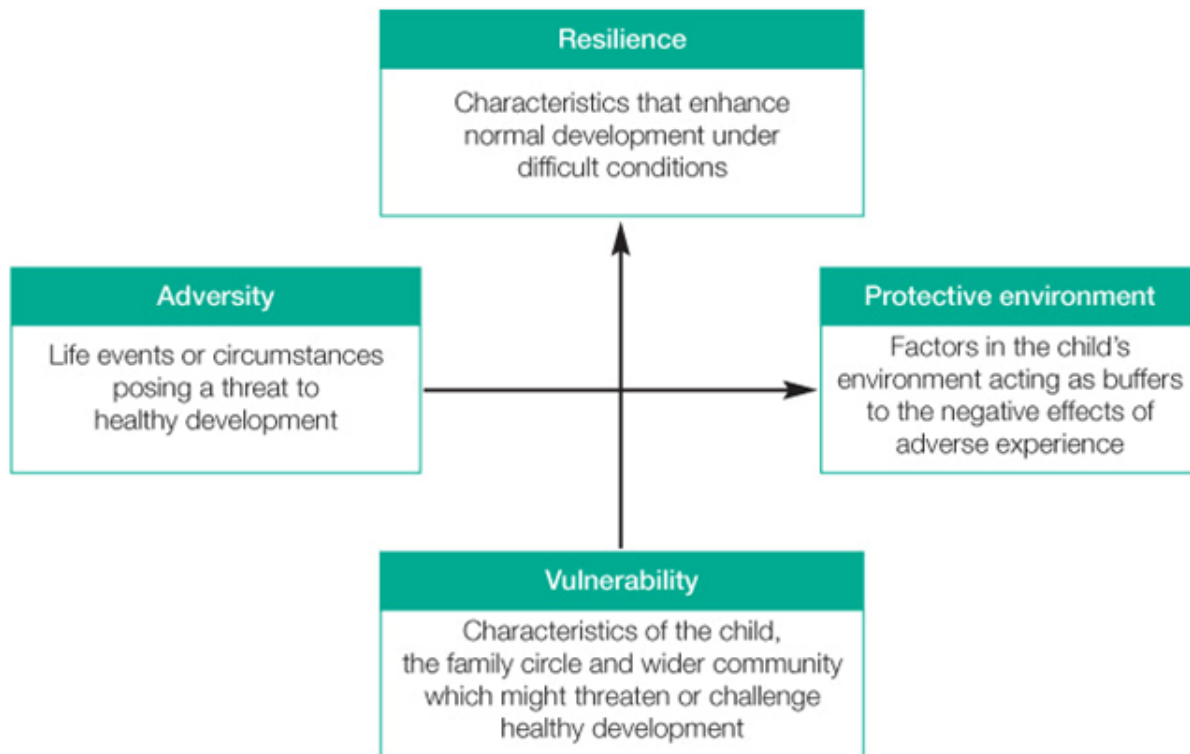 Resilience
Characteristics that enhance
normal development under
difficult conditions
Adversity
Life events or circumstances
posing a threat to
healthy development
Protective environment
Factors in the child's
environment acting as buffers
to the negative effects of
adverse experience
Vulnerability
Characteristics of the child,
the family circle and wider community
which might threaten or challenge
healthy development